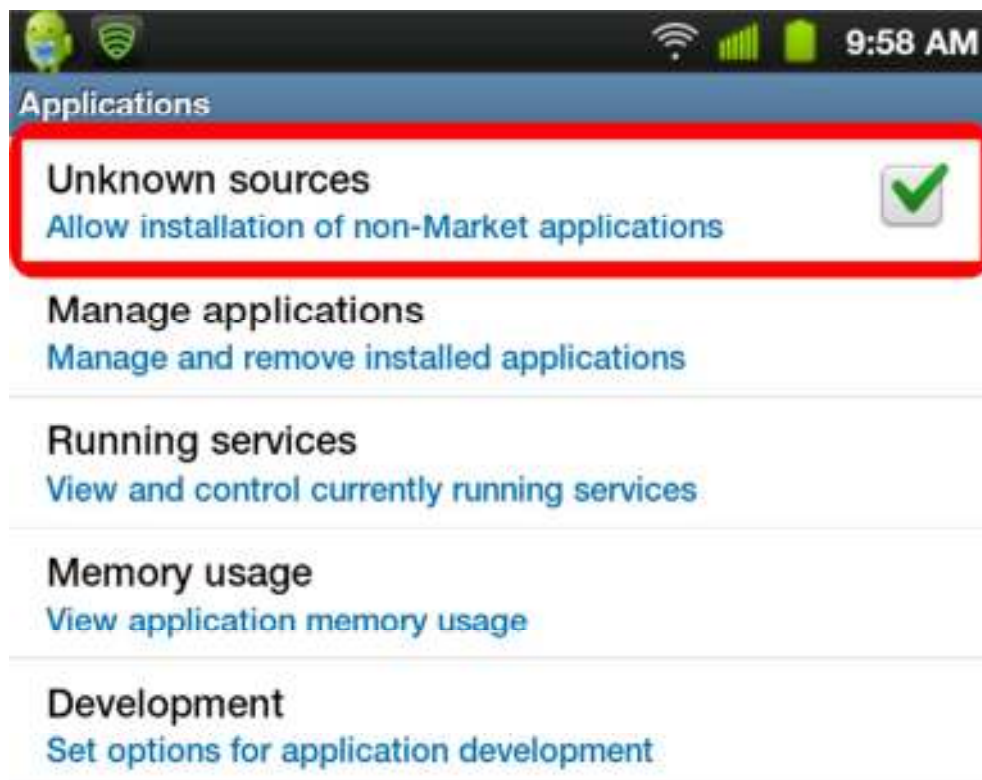 9:58 AM
Applications
Unknown sources
Allow installation of non-Market applications
Manage applications
Manage and remove installed applications
Running services
View and control currently running services
Memory usage
View application memory usage
Development
Set options for application development